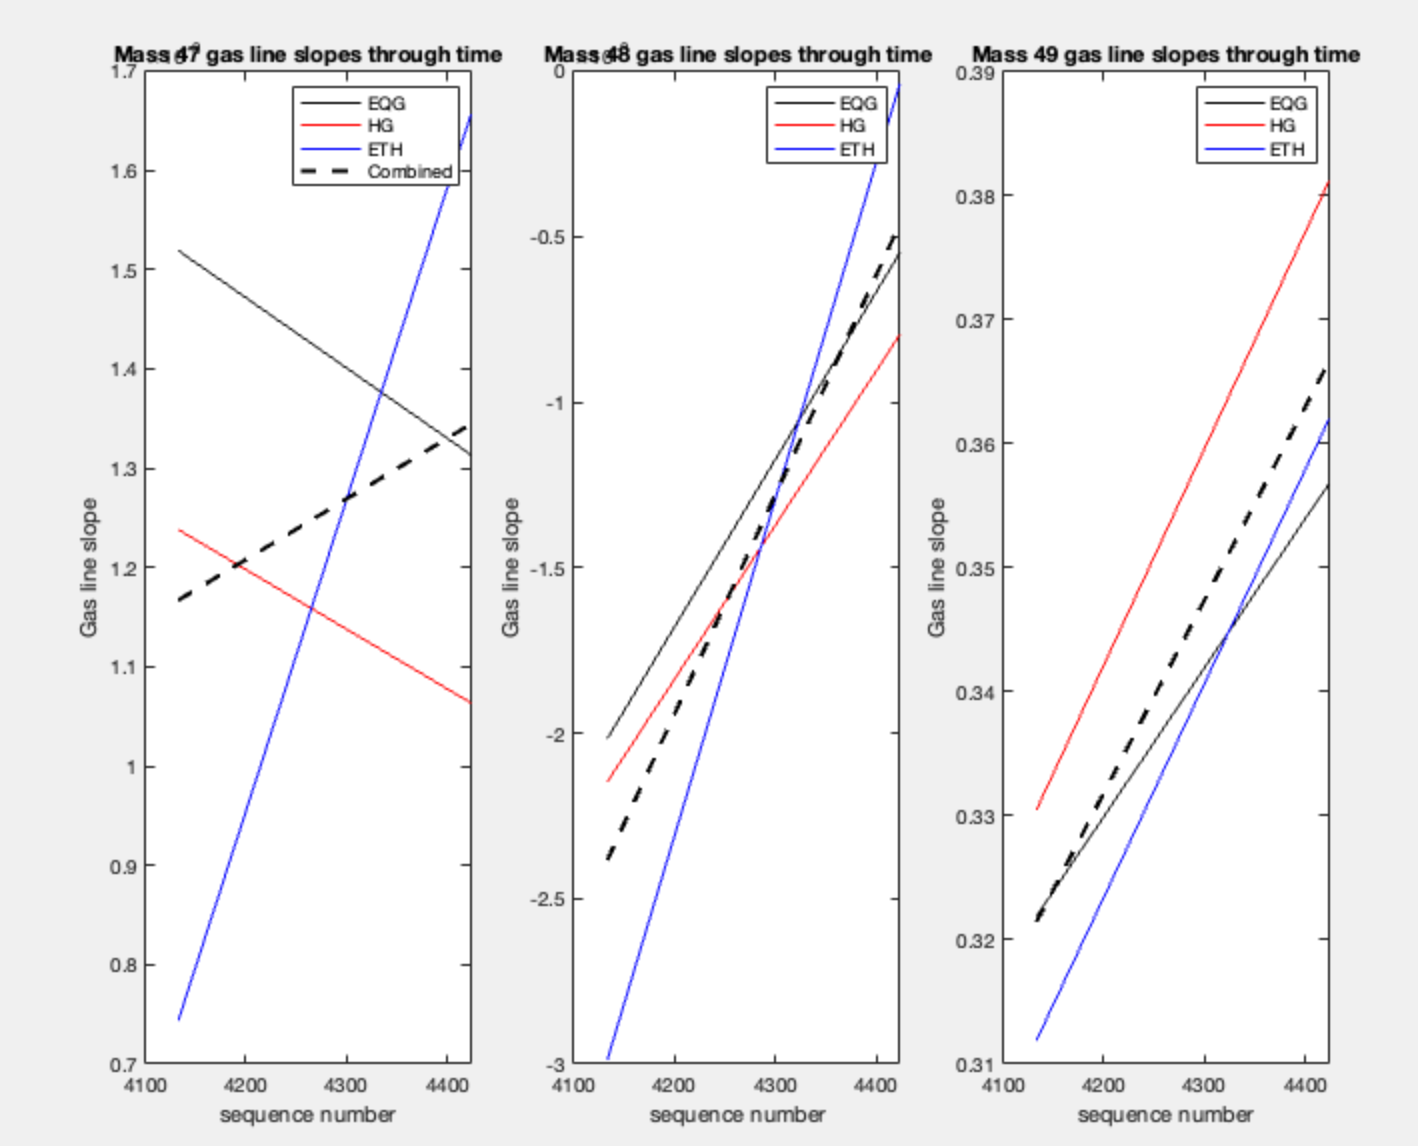 Mass 47 gas line slopes through time
1.7
1.6
1.5
1.4
1.3
1.2
1.1
1
0.9
0.8
0.7
Gas line slope
EQG
HG
ETH
Combined
4100 4200 4300 4400
sequence number
Mass 48 gas line slopes through time
0
-0.5
-1
-1.5
-2
-2.5
-3
Gas line slope
EQG
HG
ETH
4100 4200 4300 4400
sequence number
Mass 49 gas line slopes through time
0.39
0.38
0.37
0.36
0.35
0.34
0.33
0.32
0.31
Gas line slope
EQG
HG
ETH
4100 4200 4300 4400
sequence number